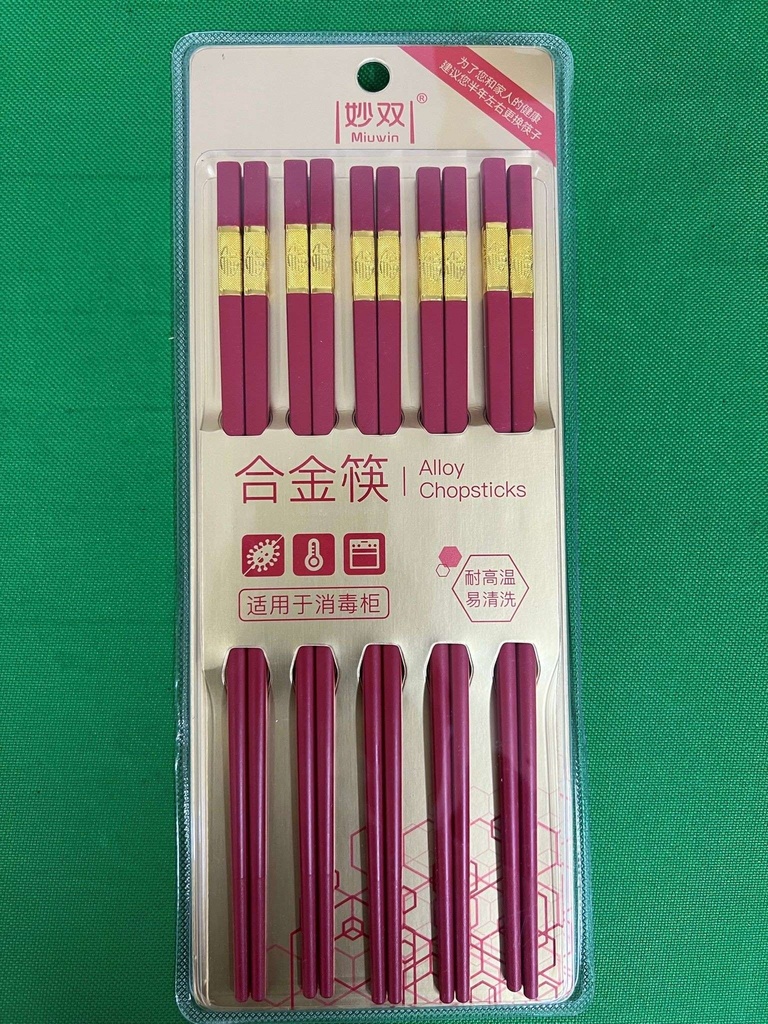 为了您和家人的健康
建议您半年左右更换筷子
妙双®
Miuwin
合金筷
Alloy
Chopsticks
适用于消毒柜
耐高温
易清洗